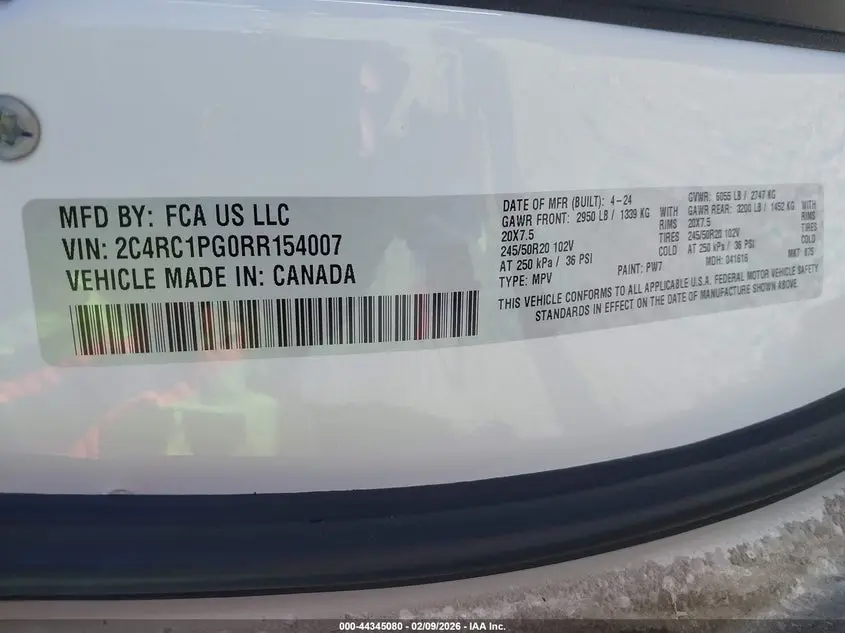 MFD BY: FCA US LLC
VIN: 2C4RC1PG0RR154007
VEHICLE MADE IN: CANADA
DATE OF MFR (BUILT): 4-24
GVWR: 6055 LB / 2747 KG
GAWR FRONT: 2950 LB / 1339 KG WITH
GAWR REAR: 3200 LB / 1452 KG WITH
20X7.5 RIMS
20X7.5 RIMS
245/50R20 102V TIRES
245/50R20 102V TIRES
AT 250 kPa / 36 PSI COLD
AT 250 kPa / 36 PSI COLD
TYPE: MPV
PAINT: PW7
MDH: 041616
MKT 875
THIS VEHICLE CONFORMS TO ALL APPLICABLE U.S.A. FEDERAL MOTOR VEHICLE SAFETY
STANDARDS IN EFFECT ON THE DATE OF MANUFACTURE SHOWN ABOVE.
000-44345080 - 02/09/2026 - IAA Inc.